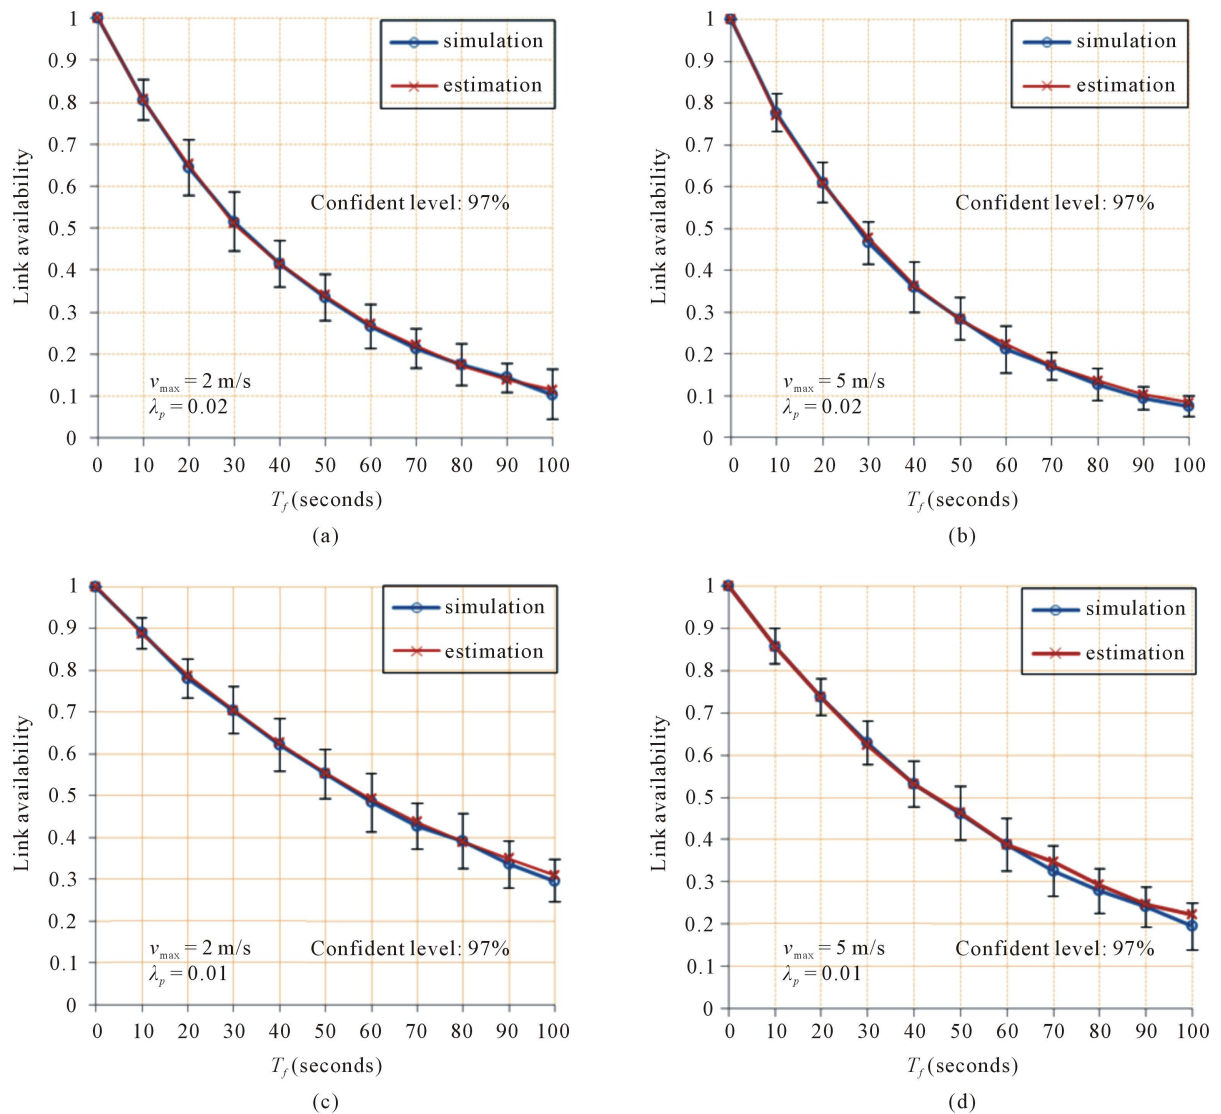 1
0.9
0.8
0.7
0.6
0.5
0.4
0.3
0.2
0.1
0
Link availability
simulation
estimation
Confident level: 97%
v_max = 2 m/s
λ_p = 0.02
0 10 20 30 40 50 60 70 80 90 100
T_f (seconds)
(a)
1
0.9
0.8
0.7
0.6
0.5
0.4
0.3
0.2
0.1
0
Link availability
simulation
estimation
Confident level: 97%
v_max = 5 m/s
λ_p = 0.02
0 10 20 30 40 50 60 70 80 90 100
T_f (seconds)
(b)
1
0.9
0.8
0.7
0.6
0.5
0.4
0.3
0.2
0.1
0
Link availability
simulation
estimation
v_max = 2 m/s
Confident level: 97%
λ_p = 0.01
0 10 20 30 40 50 60 70 80 90 100
T_f (seconds)
(c)
1
0.9
0.8
0.7
0.6
0.5
0.4
0.3
0.2
0.1
0
Link availability
simulation
estimation
v_max = 5 m/s
Confident level: 97%
λ_p = 0.01
0 10 20 30 40 50 60 70 80 90 100
T_f (seconds)
(d)